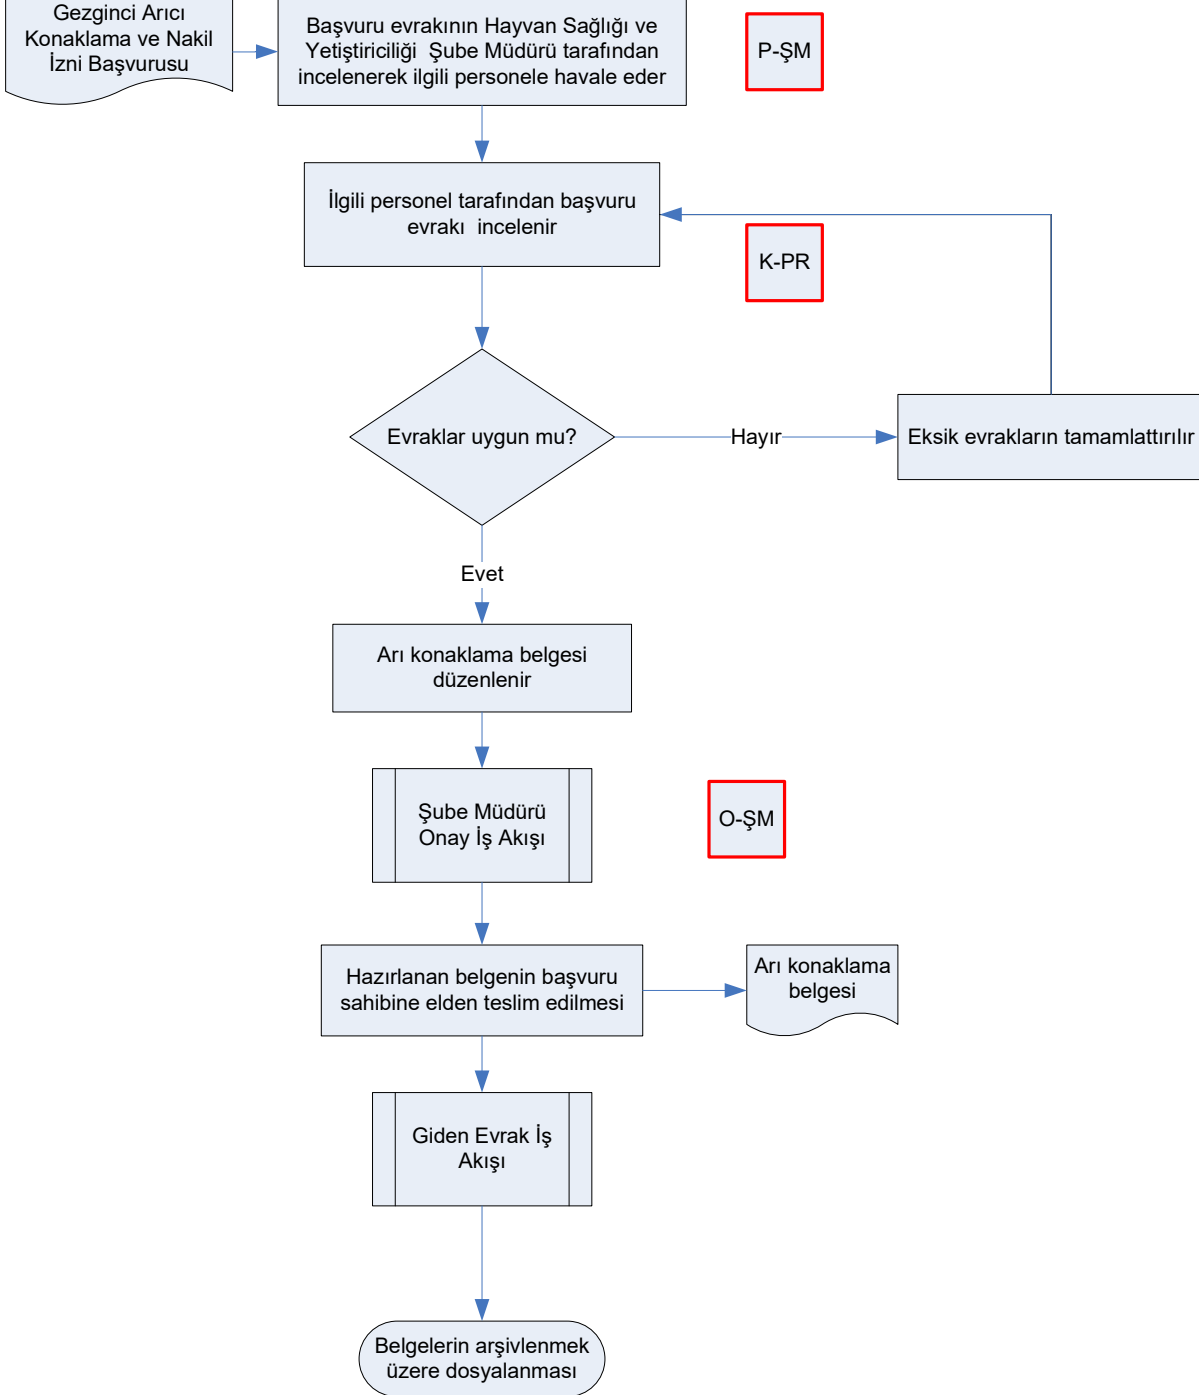 Gezginci Arıcı
Konaklama ve Nakil
İzni Başvurusu
Başvuru evrakının Hayvan Sağlığı ve
Yetiştiriciliği Şube Müdürü tarafından
incelenerek ilgili personele havale eder
P-ŞM
İlgili personel tarafından başvuru
evrakı incelenir
K-PR
Evraklar uygun mu?
Hayır
Eksik evrakların tamamlattırılır
Evet
Arı konaklama belgesi
düzenlenir
Şube Müdürü
Onay İş Akışı
O-ŞM
Hazırlanan belgenin başvuru
sahibine elden teslim edilmesi
Arı konaklama
belgesi
Giden Evrak İş
Akışı
Belgelerin arşivlenmek
üzere dosyalanması